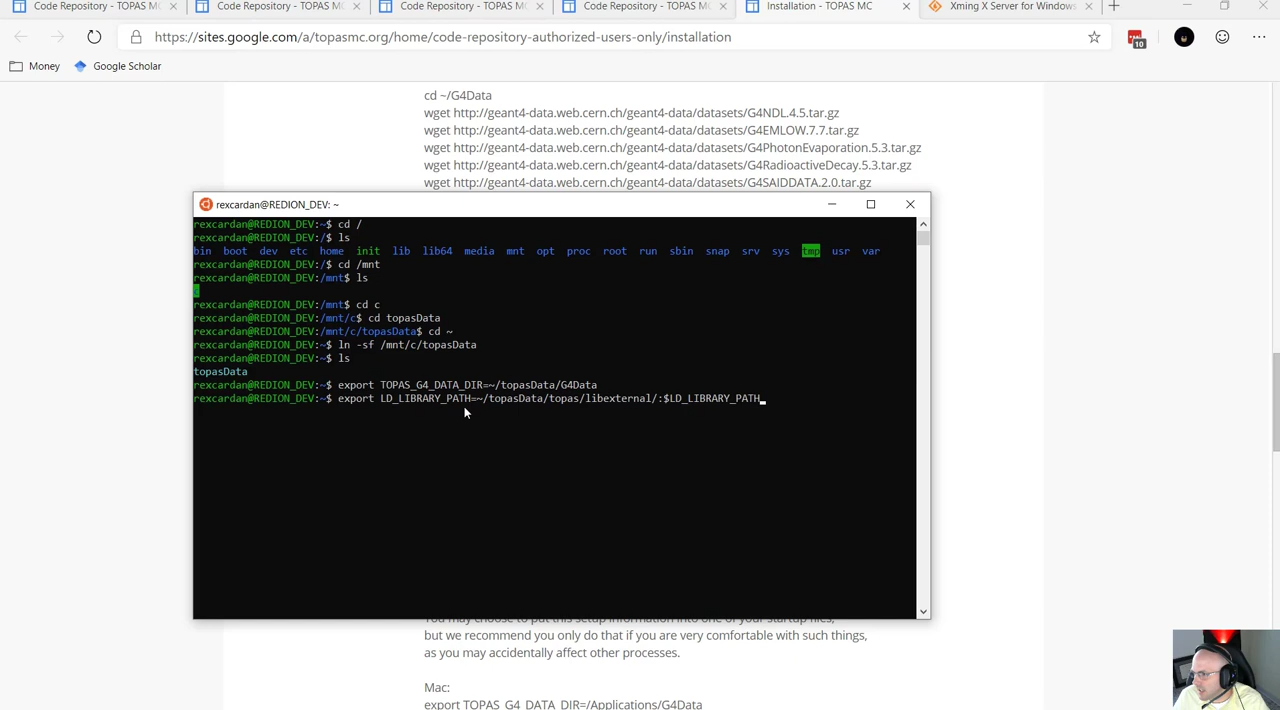 Code Repository - TOPAS MC
Code Repository - TOPAS MC
Code Repository - TOPAS MC
Code Repository - TOPAS MC
Installation - TOPAS MC
Xming X Server for Windows
https://sites.google.com/a/topasmc.org/home/code-repository-authorized-users-only/installation
10
Money
Google Scholar
cd ~/G4Data
wget http://geant4-data.web.cern.ch/geant4-data/datasets/G4NDL.4.5.tar.gz
wget http://geant4-data.web.cern.ch/geant4-data/datasets/G4EMLOW.7.7.tar.gz
wget http://geant4-data.web.cern.ch/geant4-data/datasets/G4PhotonEvaporation.5.3.tar.gz
wget http://geant4-data.web.cern.ch/geant4-data/datasets/G4RadioactiveDecay.5.3.tar.gz
wget http://geant4-data.web.cern.ch/geant4-data/datasets/G4SAIDDATA.2.0.tar.gz
rexcardan@REDION_DEV: ~
rexcardan@REDION_DEV:~$ cd /
rexcardan@REDION_DEV:/$ ls
bin boot dev etc home init lib lib64 media mnt opt proc root run sbin snap srv sys tmp usr var
rexcardan@REDION_DEV:/$ cd /mnt
rexcardan@REDION_DEV:/mnt$ ls
c
rexcardan@REDION_DEV:/mnt$ cd c
rexcardan@REDION_DEV:/mnt/c$ cd topasData
rexcardan@REDION_DEV:/mnt/c/topasData$ cd ~
rexcardan@REDION_DEV:~$ ln -sf /mnt/c/topasData
rexcardan@REDION_DEV:~$ ls
topasData
rexcardan@REDION_DEV:~$ export TOPAS_G4_DATA_DIR=~/topasData/G4Data
rexcardan@REDION_DEV:~$ export LD_LIBRARY_PATH=~/topasData/topas/libexternal/:$LD_LIBRARY_PATH
You may choose to put this setup information into one of your startup files,
but we recommend you only do that if you are very comfortable with such things,
as you may accidentally affect other processes.
Mac:
export TOPAS_G4_DATA_DIR=/Applications/G4Data